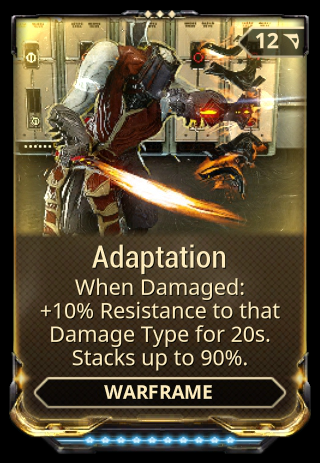 12
Adaptation
When Damaged:
+10% Resistance to that
Damage Type for 20s.
Stacks up to 90%.
WARFRAME